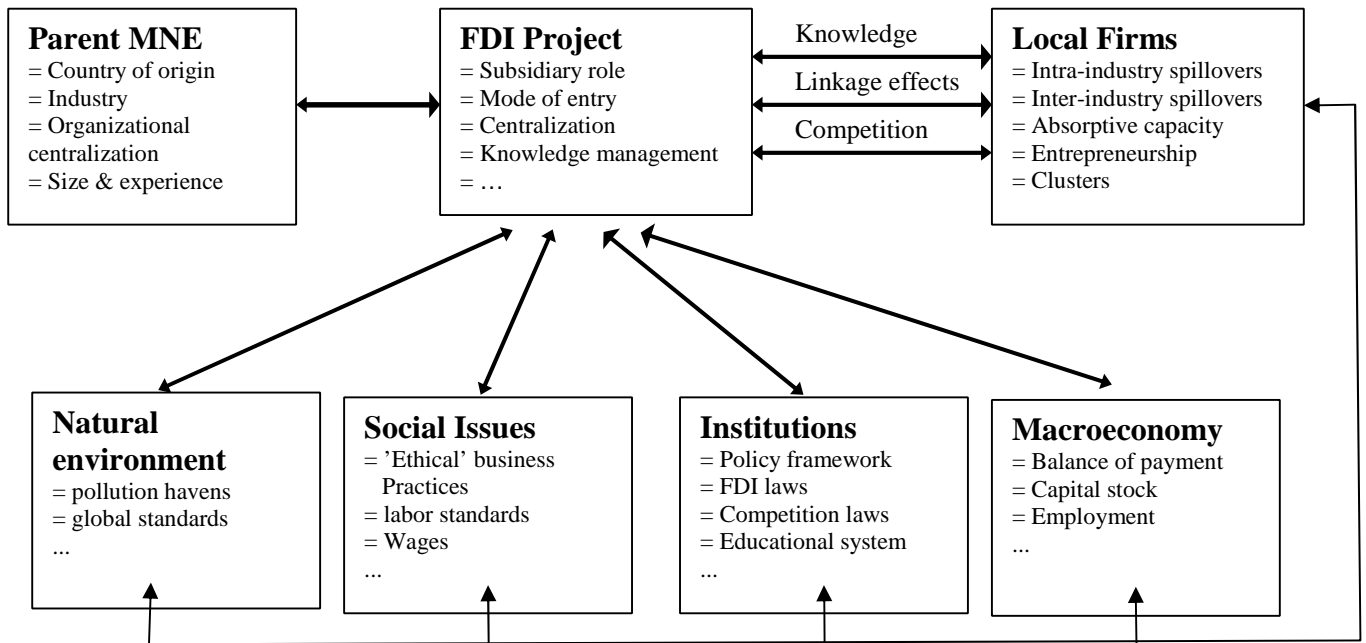 Parent MNE
= Country of origin
= Industry
= Organizational
centralization
= Size & experience
FDI Project
= Subsidiary role
= Mode of entry
= Centralization
= Knowledge management
= …
Knowledge
Linkage effects
Competition
Local Firms
= Intra-industry spillovers
= Inter-industry spillovers
= Absorptive capacity
= Entrepreneurship
= Clusters
Natural
environment
= pollution havens
= global standards
...
Social Issues
= ’Ethical’ business
Practices
= labor standards
= Wages
...
Institutions
= Policy framework
= FDI laws
= Competition laws
= Educational system
...
Macroeconomy
= Balance of payment
= Capital stock
= Employment
...